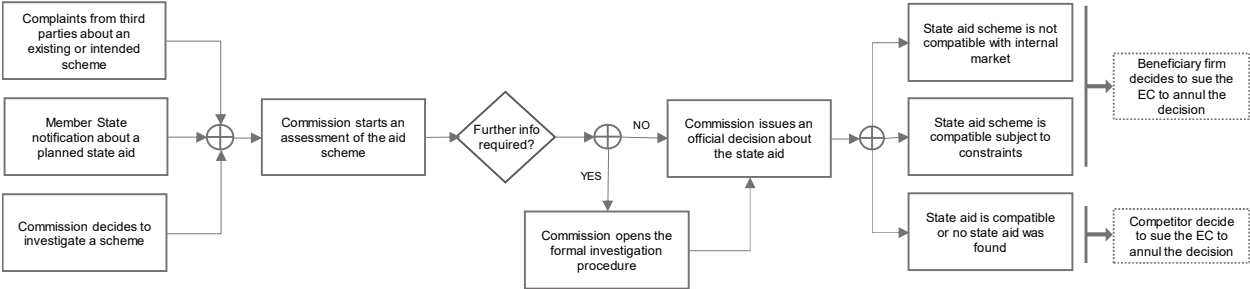 Complaints from third
parties about an
existing or intended
scheme
Member State
notification about a
planned state aid
Commission decides to
investigate a scheme
Commission starts an
assessment of the aid
scheme
Further info
required?
NO
YES
Commission opens the
formal investigation
procedure
Commission issues an
official decision about
the state aid
State aid scheme is not
compatible with internal
market
State aid scheme is
compatible subject to
constraints
State aid is compatible
or no state aid was
found
Beneficiary firm
decides to sue the
EC to annul the
decision
Competitor decide
to sue the EC to
annul the decision